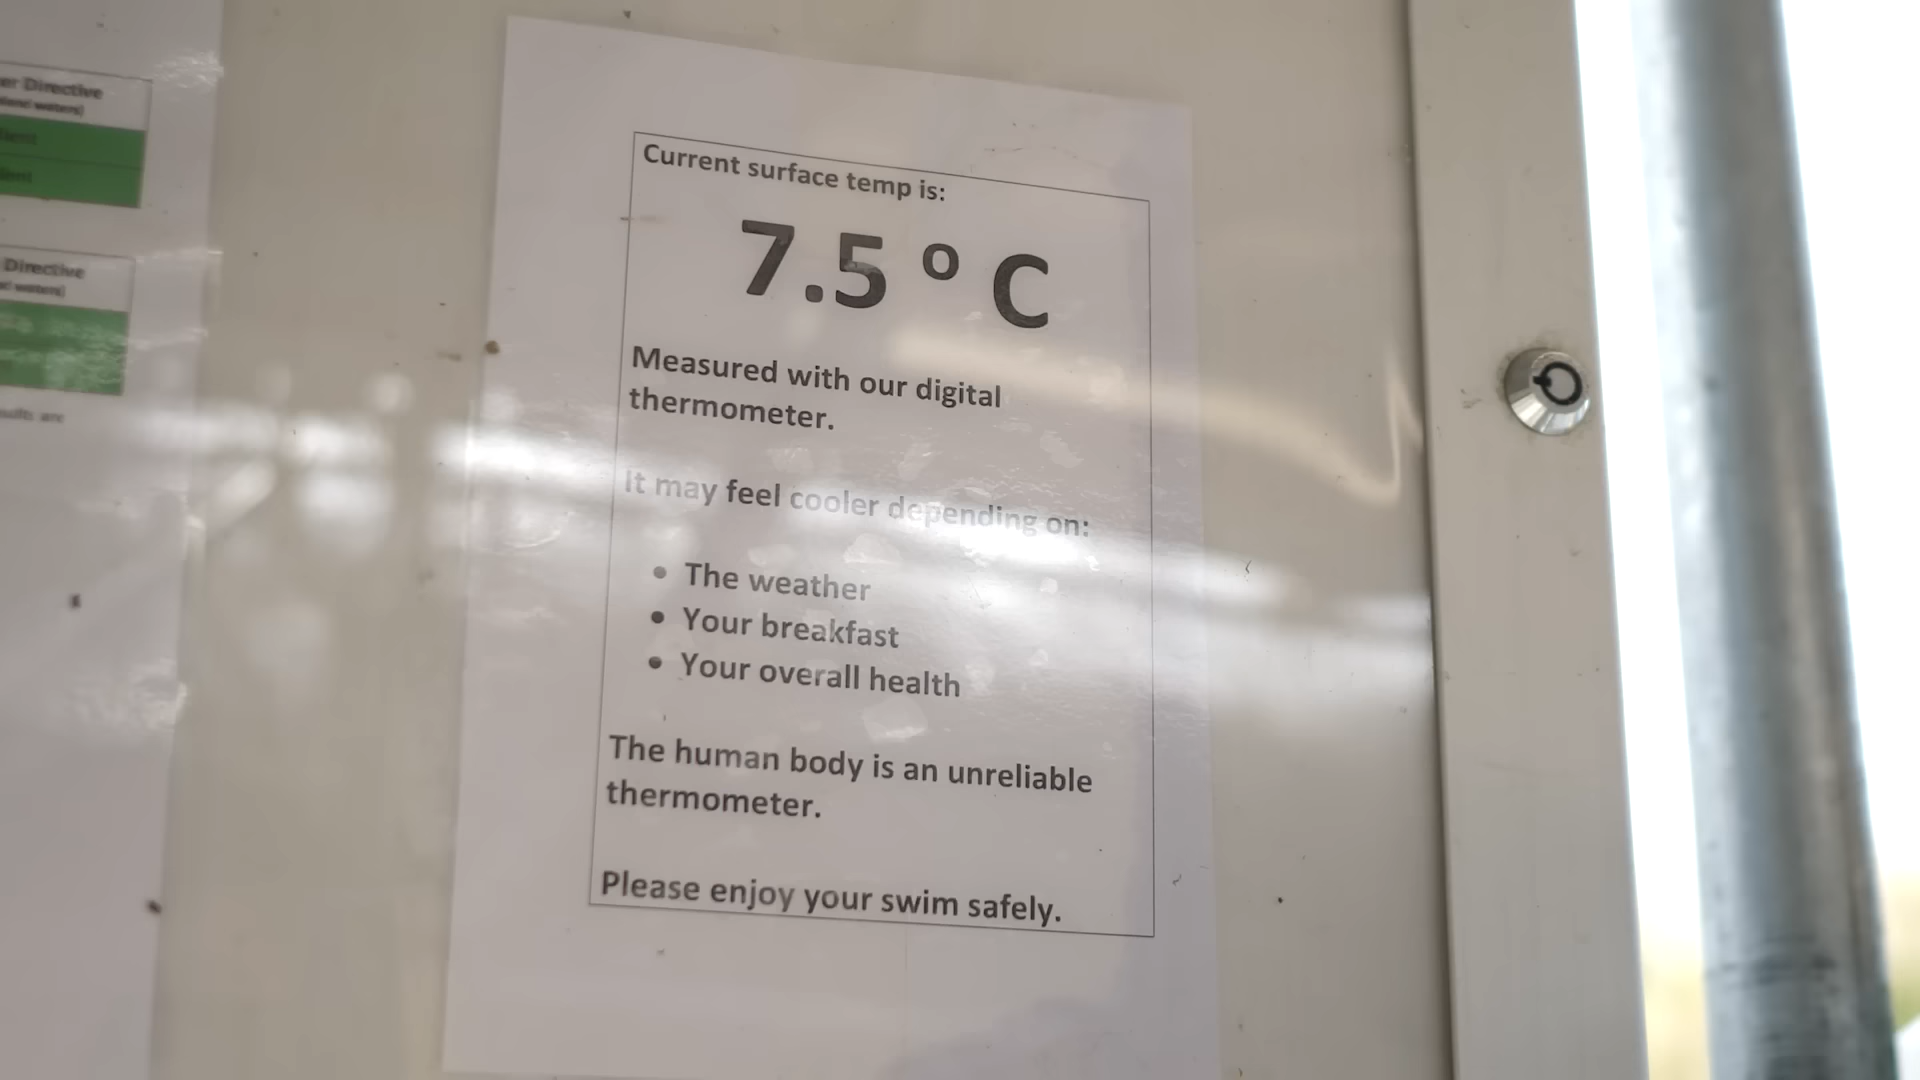 Directive
Directive
Current surface temp is:
7.5 ° C
Measured with our digital
thermometer.
It may feel cooler depending on:
• The weather
• Your breakfast
• Your overall health
The human body is an unreliable
thermometer.
Please enjoy your swim safely.